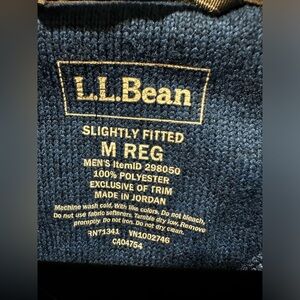 L.L.Bean
SLIGHTLY FITTED
M REG
MEN'S ItemID 298050
100% POLYESTER
EXCLUSIVE OF TRIM
MADE IN JORDAN
Machine wash cold. With like colors. Do not bleach.
Do not use fabric softeners. Tumble dry low. Remove
promptly. Do not iron. Do not dry clean.
RN71341 VN1002746
CA04754